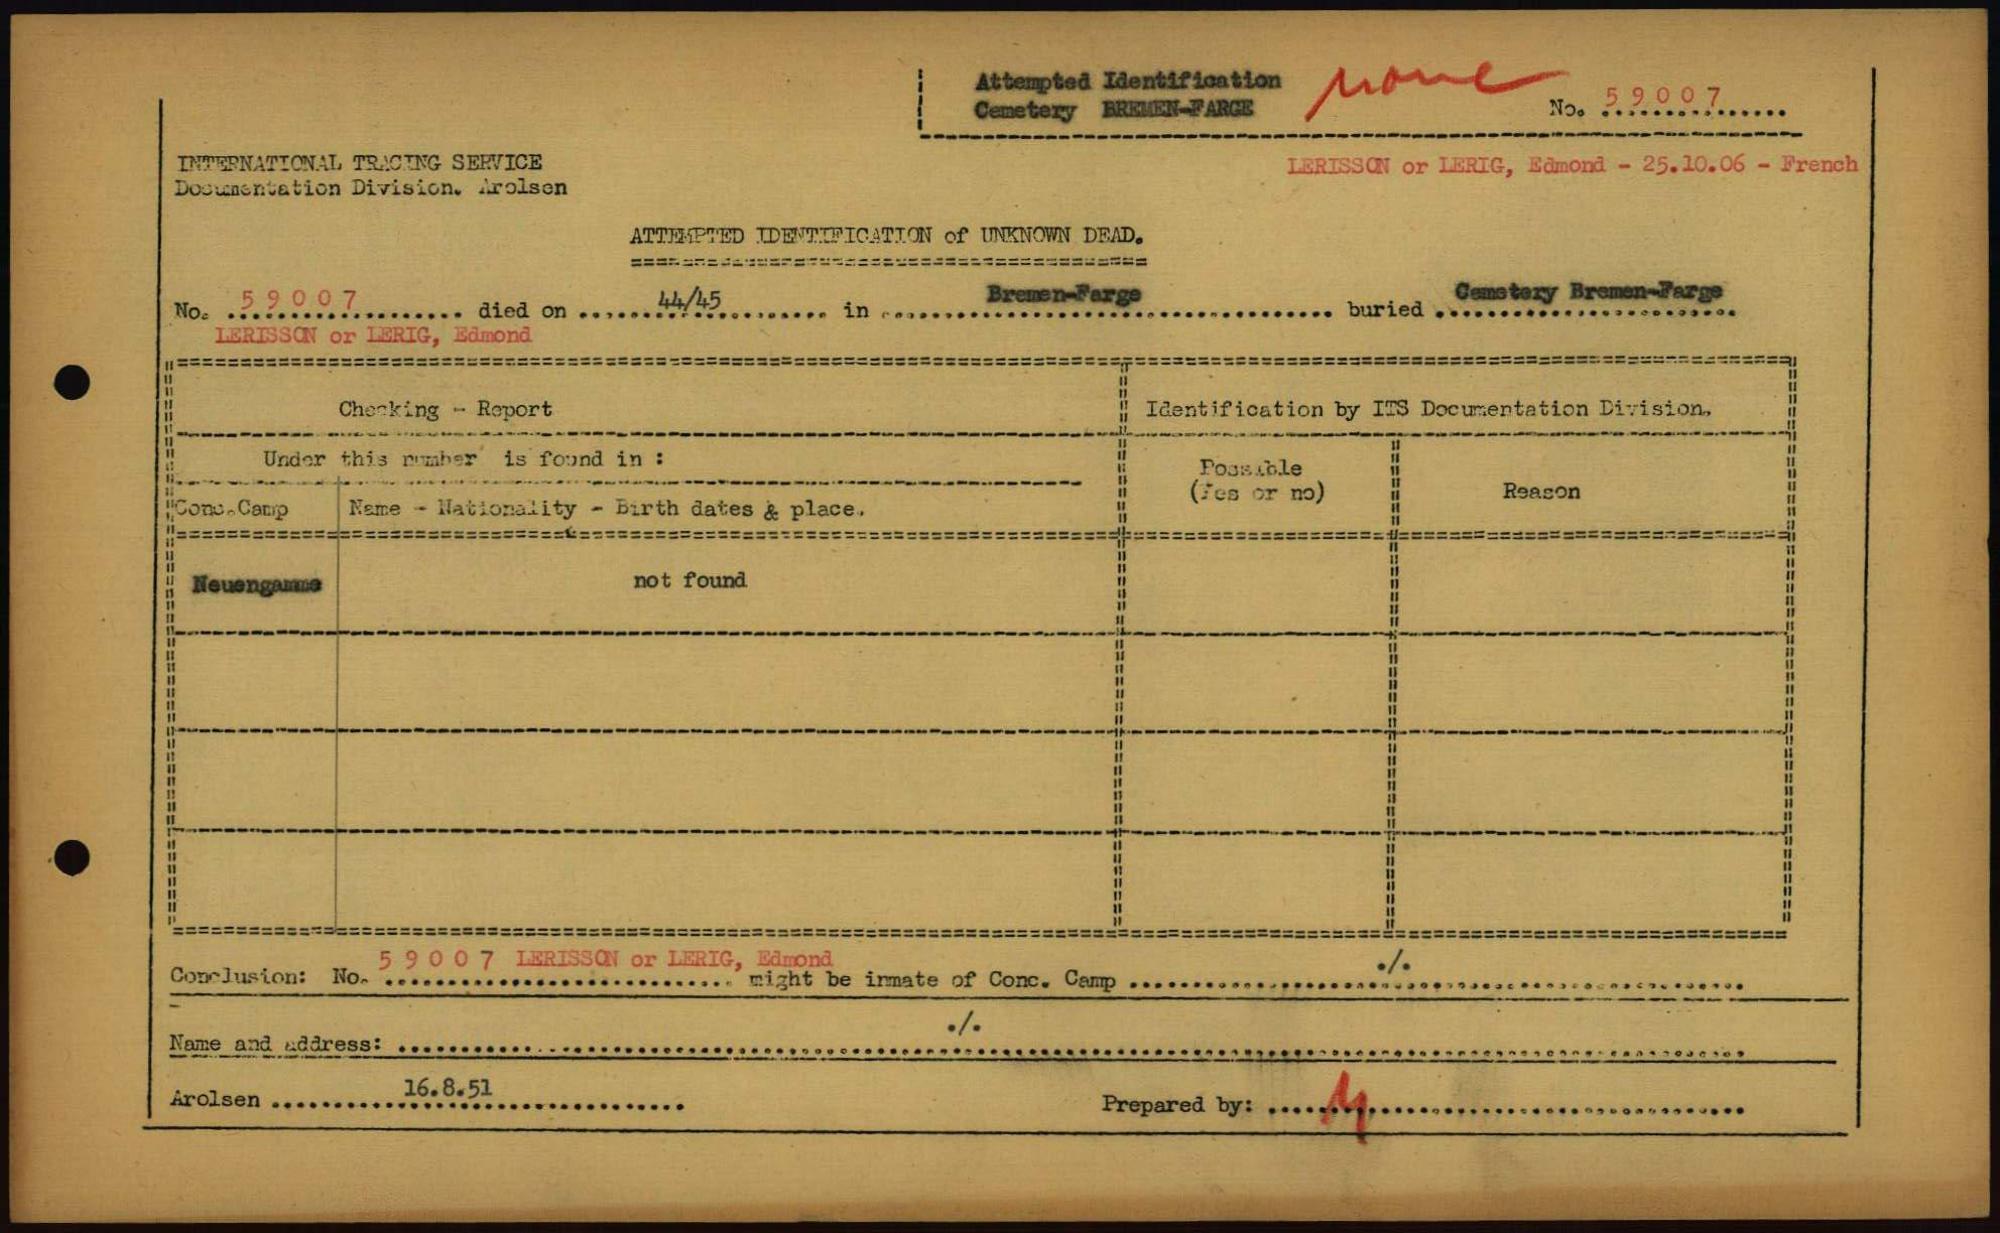 Attempted Identification
Cemetery BREMEN-FARGE
none
No. 59007
INTERNATIONAL TRACING SERVICE
Documentation Division. Arolsen
LERISSON or LERIG, Edmond - 25.10.06 - French
ATTEMPTED IDENTIFICATION of UNKNOWN DEAD.
No. 59007 died on 44/45 in Bremen-Farge buried Cemetery Bremen-Farge
LERISSON or LERIG, Edmond
Checking - Report
Identification by ITS Documentation Division.
Under this number is found in :
Possible
(Yes or no)
Reason
Conc.Camp
Name - Nationality - Birth dates & place.
Neuengamme
not found
Conclusion: No. 59007 LERISSON or LERIG, Edmond might be inmate of Conc. Camp ./.
Name and address: ./.
Arolsen 16.8.51
Prepared by: